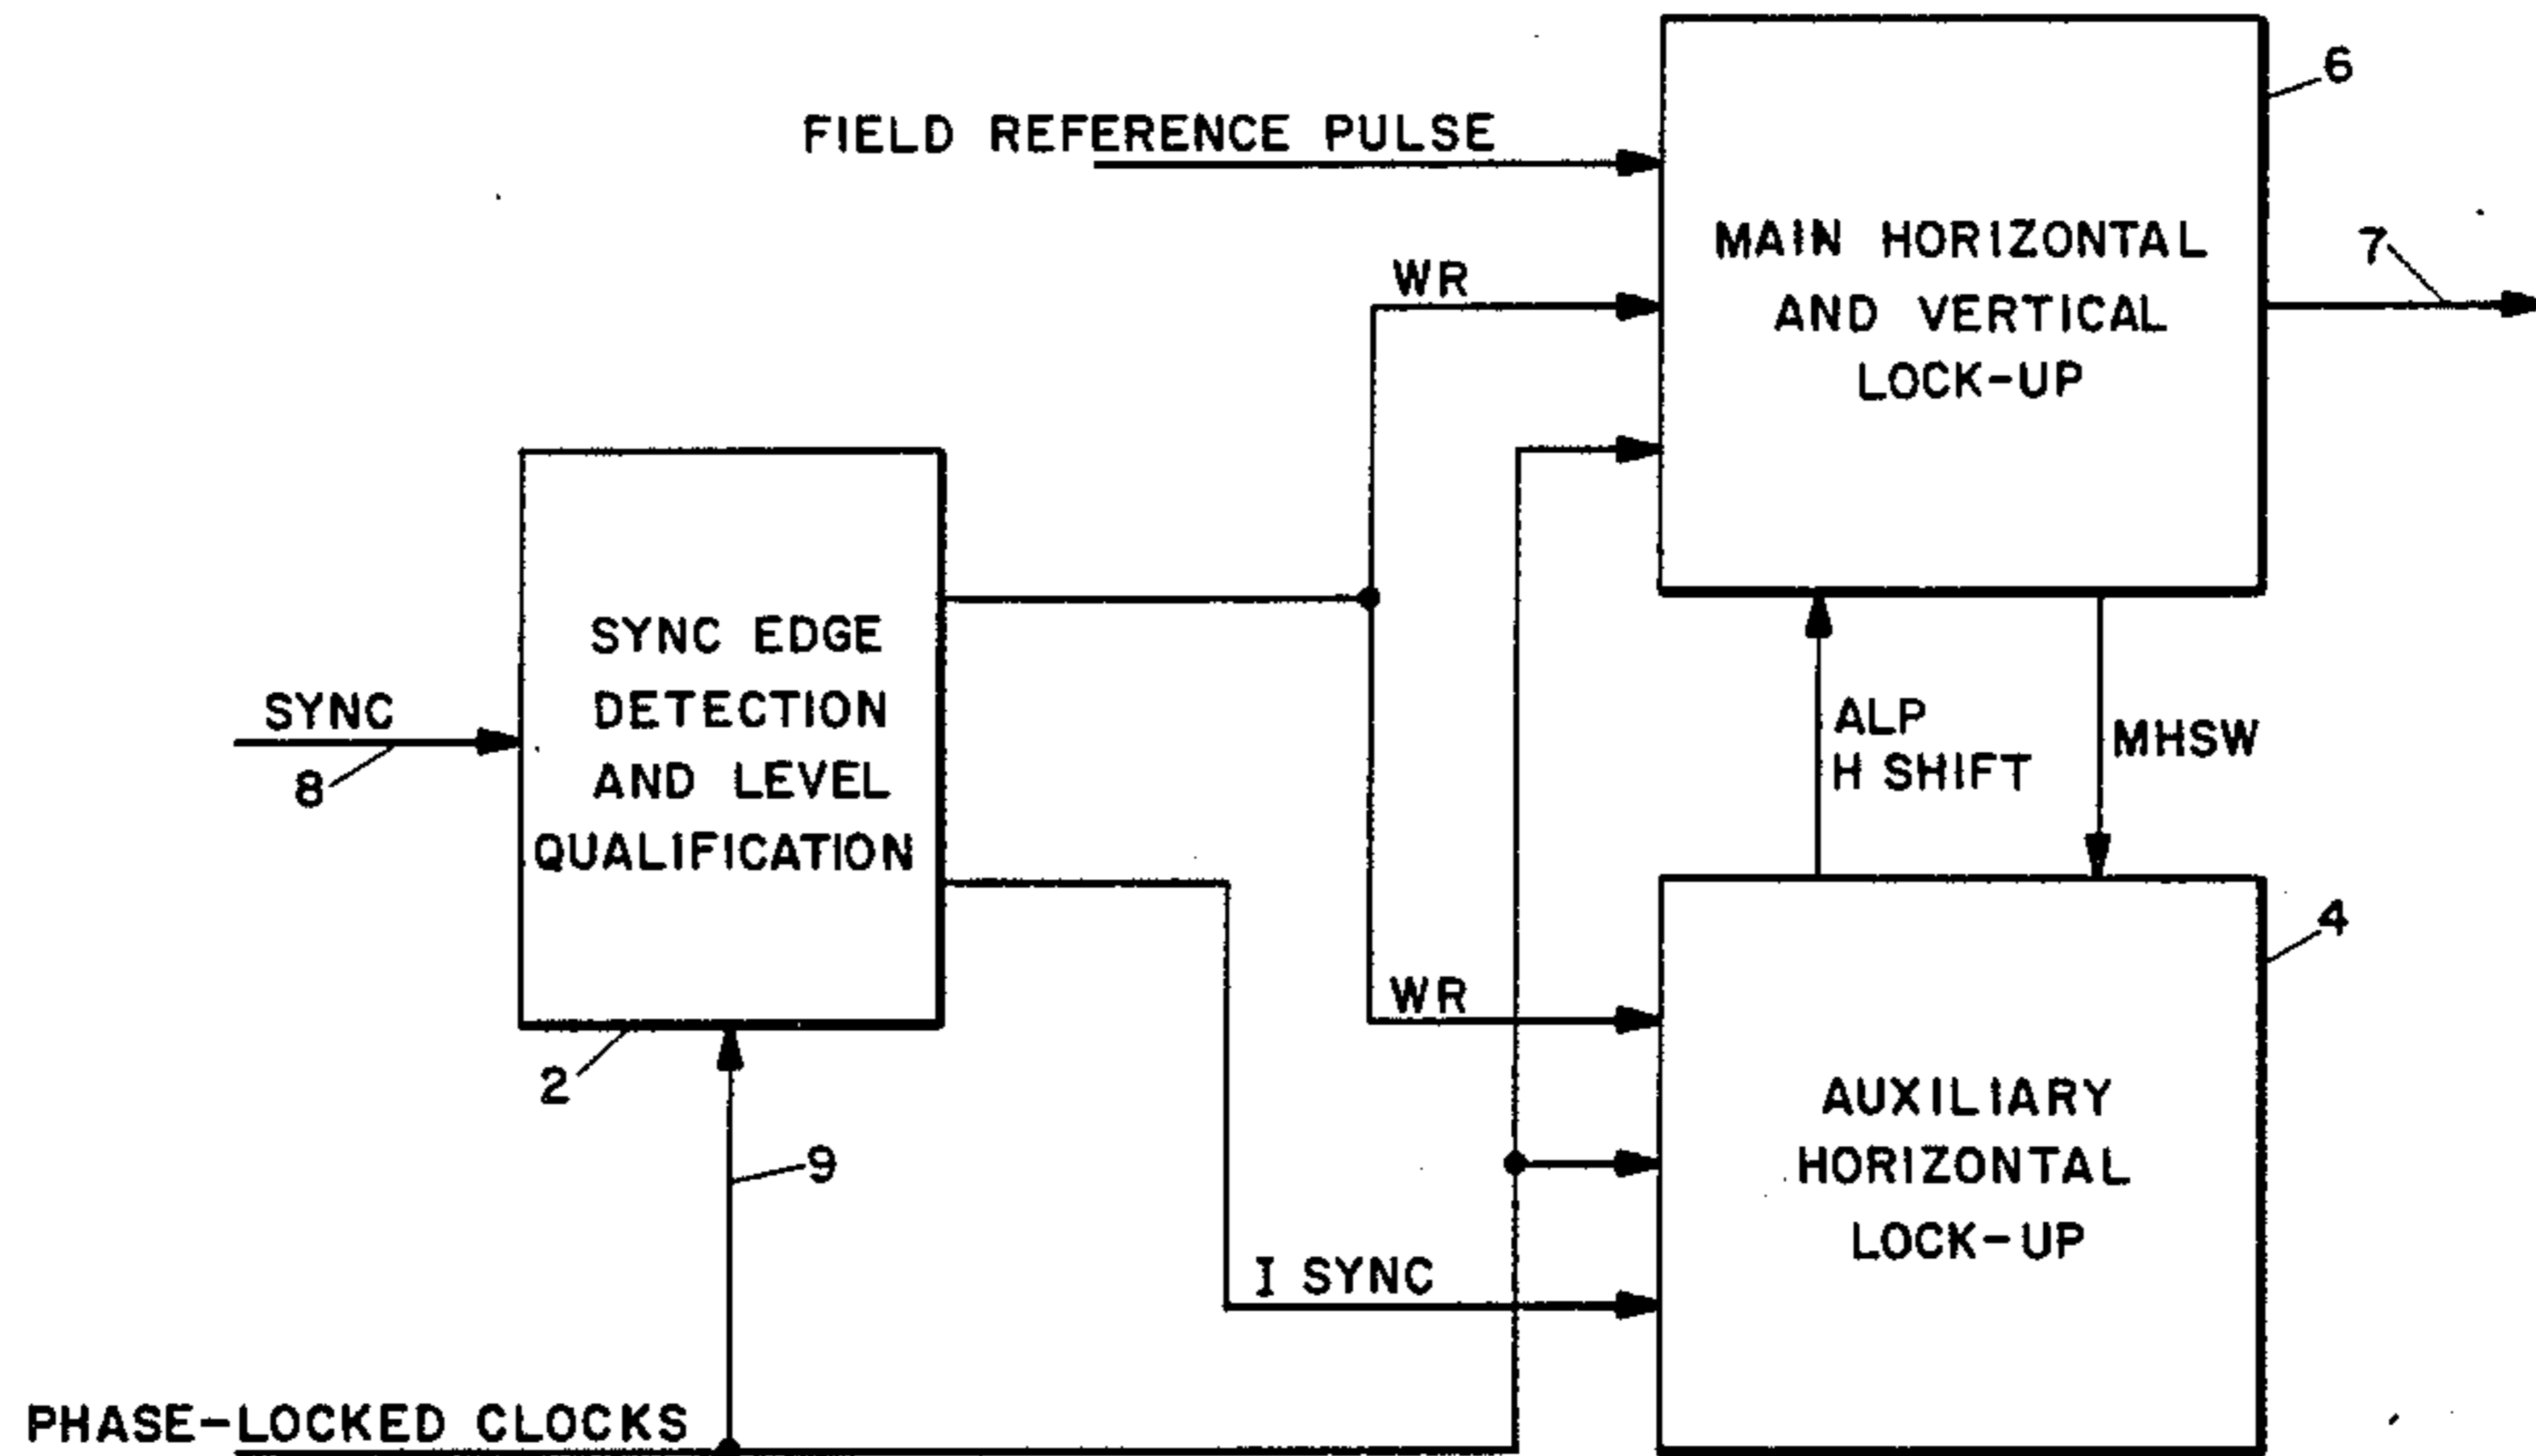 6
FIELD REFERENCE PULSE
MAIN HORIZONTAL
AND VERTICAL
LOCK-UP
7
WR
SYNC EDGE
DETECTION
AND LEVEL
QUALIFICATION
SYNC
8
ALP
H SHIFT
MHSW
4
WR
2
AUXILIARY
HORIZONTAL
LOCK-UP
9
I SYNC
PHASE-LOCKED CLOCKS